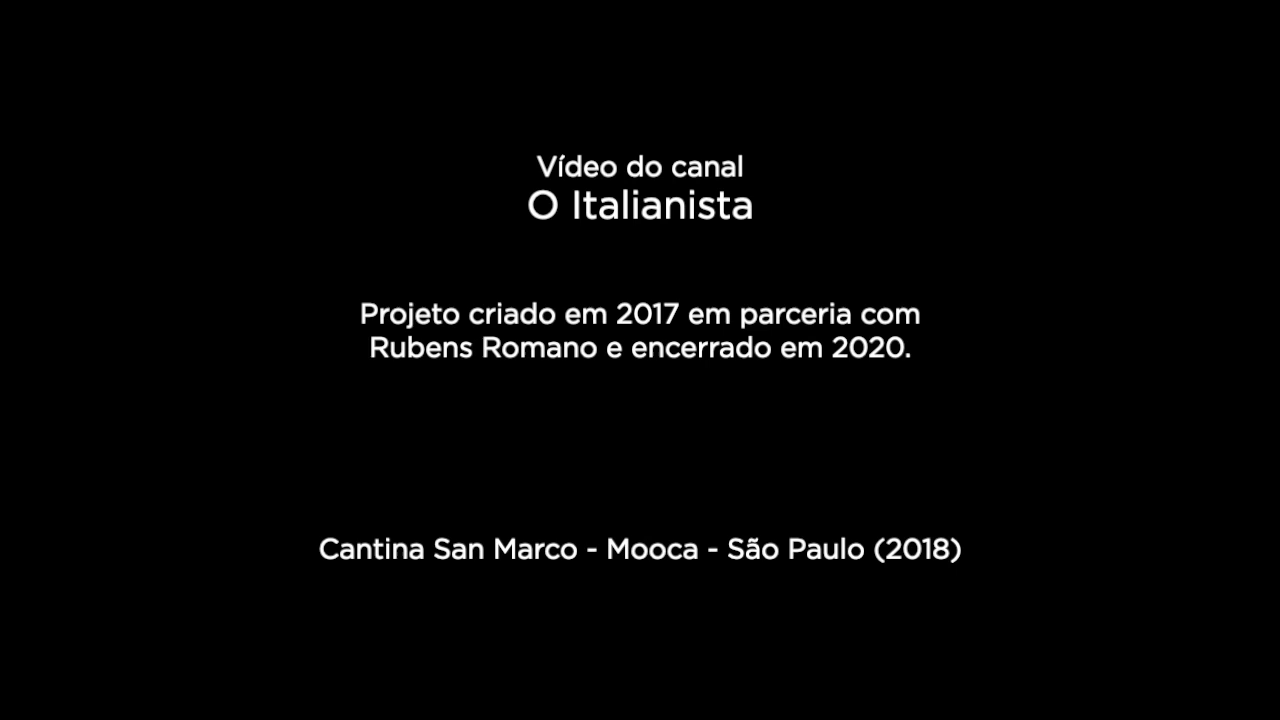 Vídeo do canal
O Italianista
Projeto criado em 2017 em parceria com
Rubens Romano e encerrado em 2020.
Cantina San Marco - Mooca - São Paulo (2018)